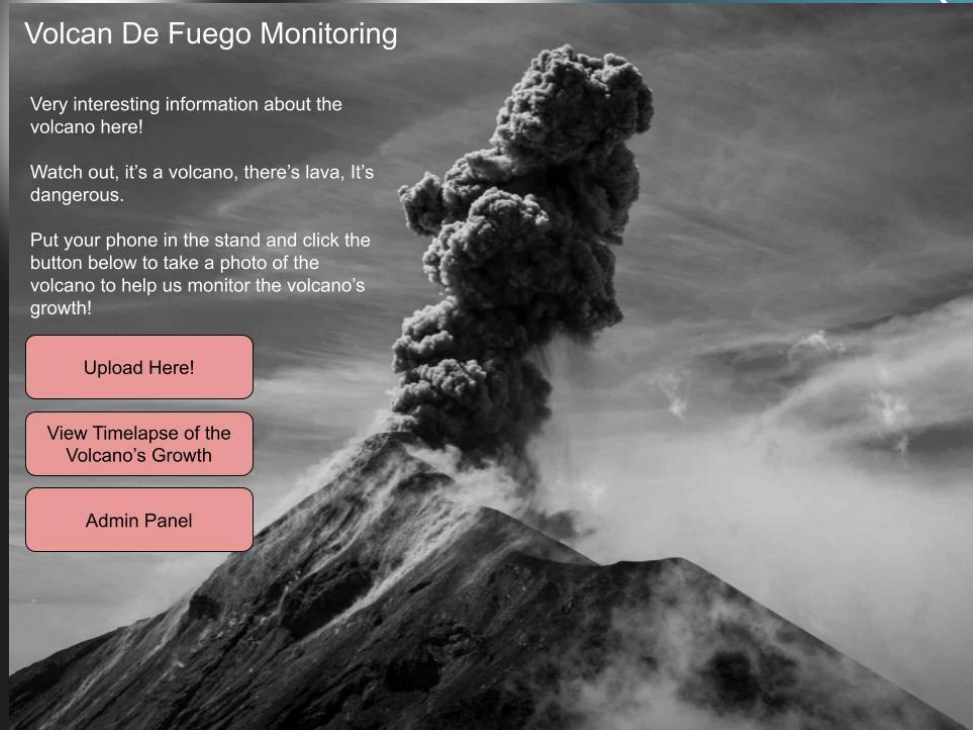 Volcan De Fuego Monitoring
Very interesting information about the
volcano here!
Watch out, it's a volcano, there's lava, It's
dangerous.
Put your phone in the stand and click the
button below to take a photo of the
volcano to help us monitor the volcano's
growth!
Upload Here!
View Timelapse of the
Volcano's Growth
Admin Panel